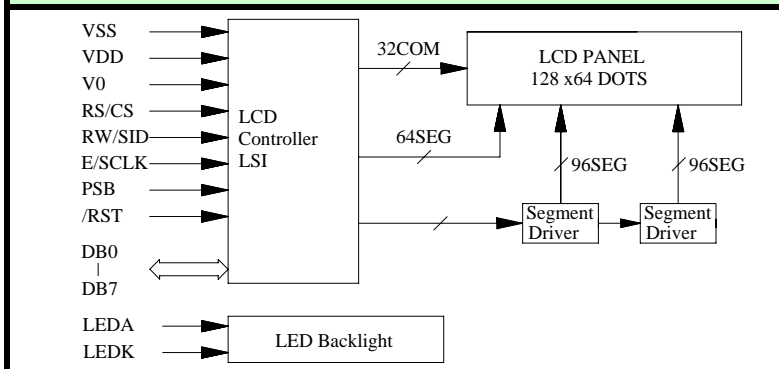 VSS
VDD
V0
RS/CS
RW/SID
E/SCLK
PSB
/RST
DB0
|
DB7
LEDA
LEDK
LCD
Controller
LSI
32COM
64SEG
LCD PANEL
128 x64 DOTS
96SEG
96SEG
Segment
Driver
Segment
Driver
LED Backlight